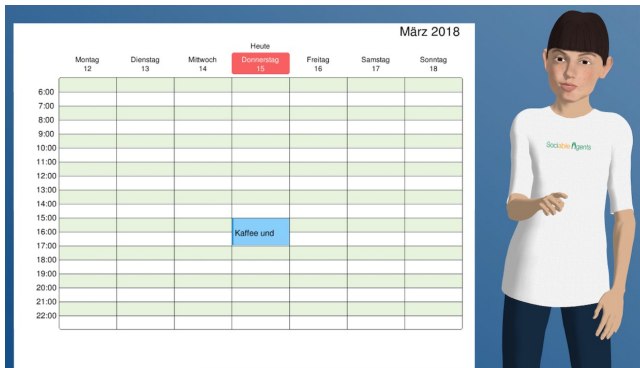 März 2018
Heute
Montag Dienstag Mittwoch Donnerstag Freitag Samstag Sonntag
12 13 14 15 16 17 18
6:00
7:00
8:00
9:00
10:00
11:00
12:00
13:00
14:00
15:00
16:00 Kaffee und
17:00
18:00
19:00
20:00
21:00
22:00
Sociable Agents